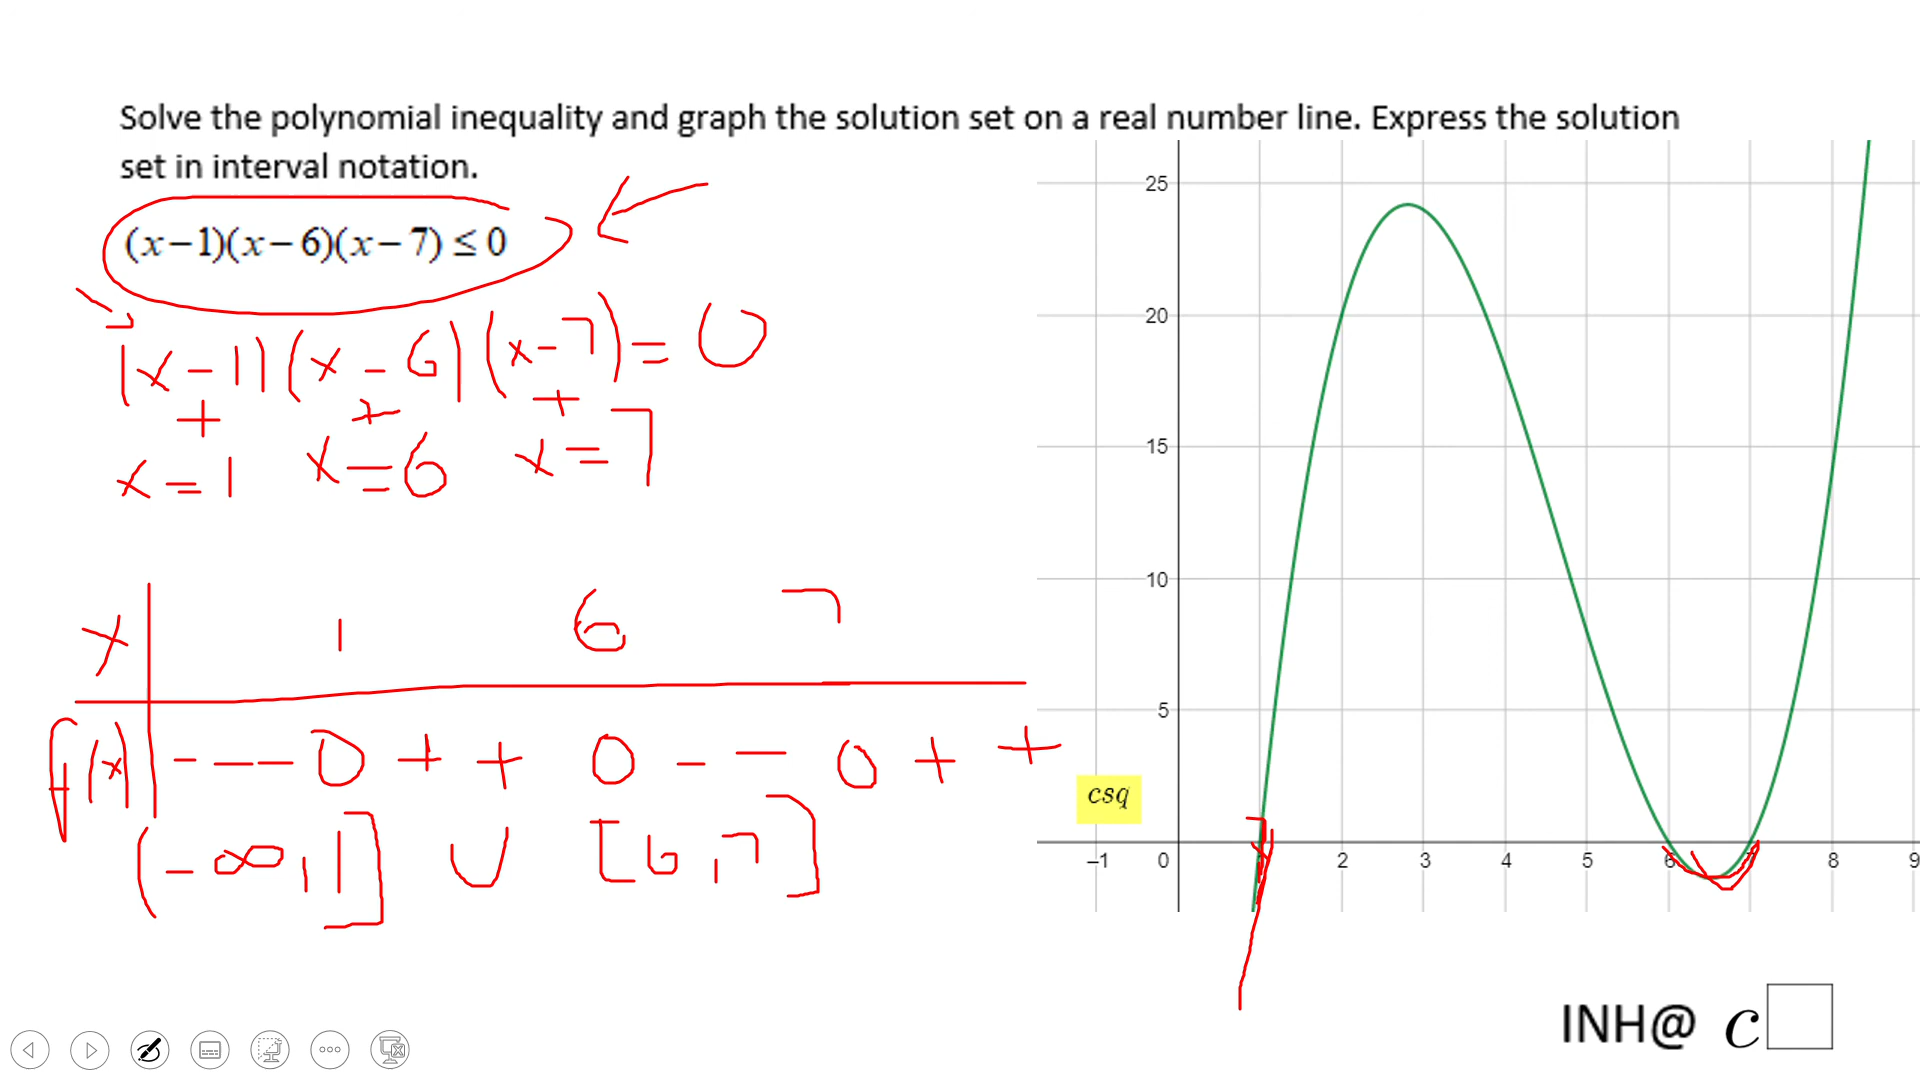 Solve the polynomial inequality and graph the solution set on a real number line. Express the solution
set in interval notation.
(x−1)(x−6)(x−7) ≤ 0
(x−1)(x−6)(x−7)=0
+ + +
x=1 x=6 x=7
x 1 6 7
f(x) − − − 0 + + 0 − − 0 + +
(−∞,1] ∪ [6,7]
25
20
15
10
5
csq
−1 0 2 3 4 5 6 8 9
INH@ c□